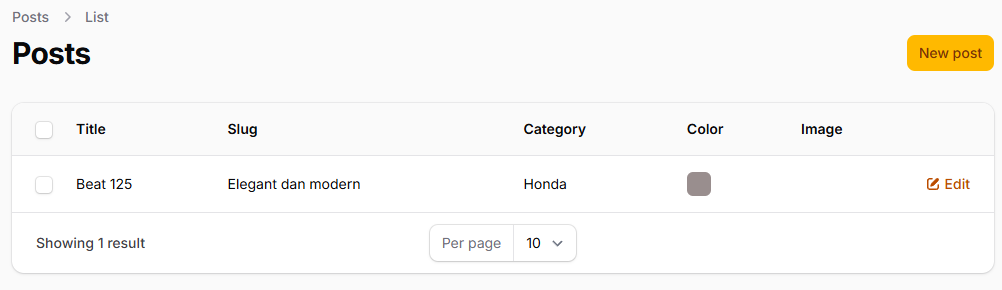 Posts > List
Posts
New post
Title Slug Category Color Image
Beat 125 Elegant dan modern Honda Edit
Showing 1 result Per page 10